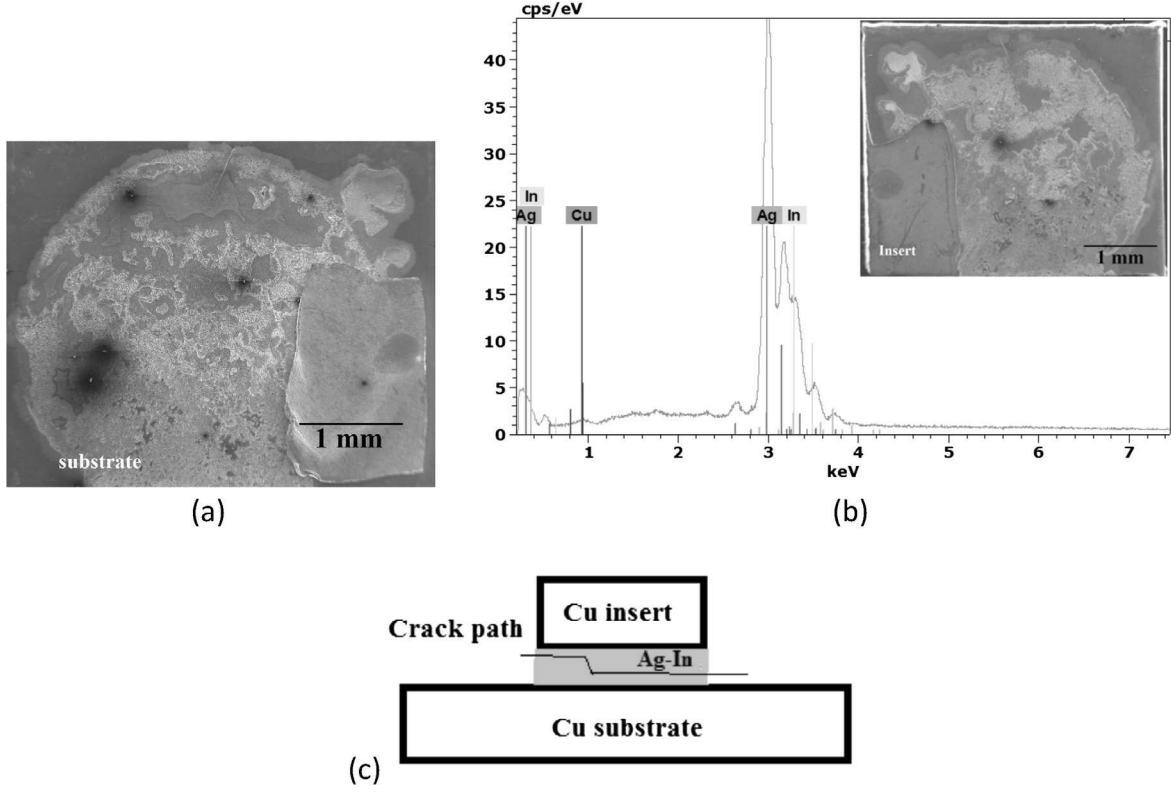 substrate
1 mm
(a)
cps/eV
40
35
30
25
20
15
10
5
0
In
Ag
Cu
Ag
In
1
2
3
4
5
6
7
keV
Insert
1 mm
(b)
Cu insert
Crack path
Ag-In
Cu substrate
(c)